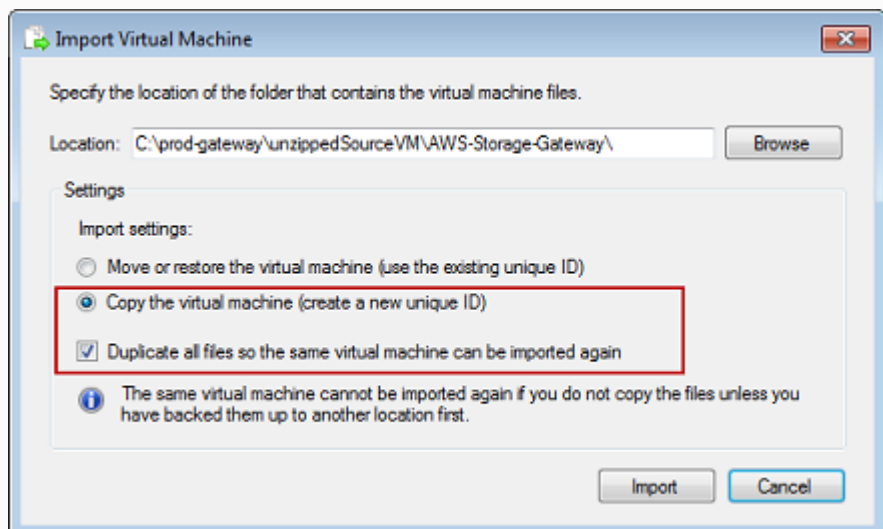 Import Virtual Machine
Specify the location of the folder that contains the virtual machine files.
Location: C:\prod-gateway\unzippedSourceVM\AWS-Storage-Gateway\ Browse
Settings
Import settings:
Move or restore the virtual machine (use the existing unique ID)
Copy the virtual machine (create a new unique ID)
Duplicate all files so the same virtual machine can be imported again
The same virtual machine cannot be imported again if you do not copy the files unless you
have backed them up to another location first.
Import Cancel